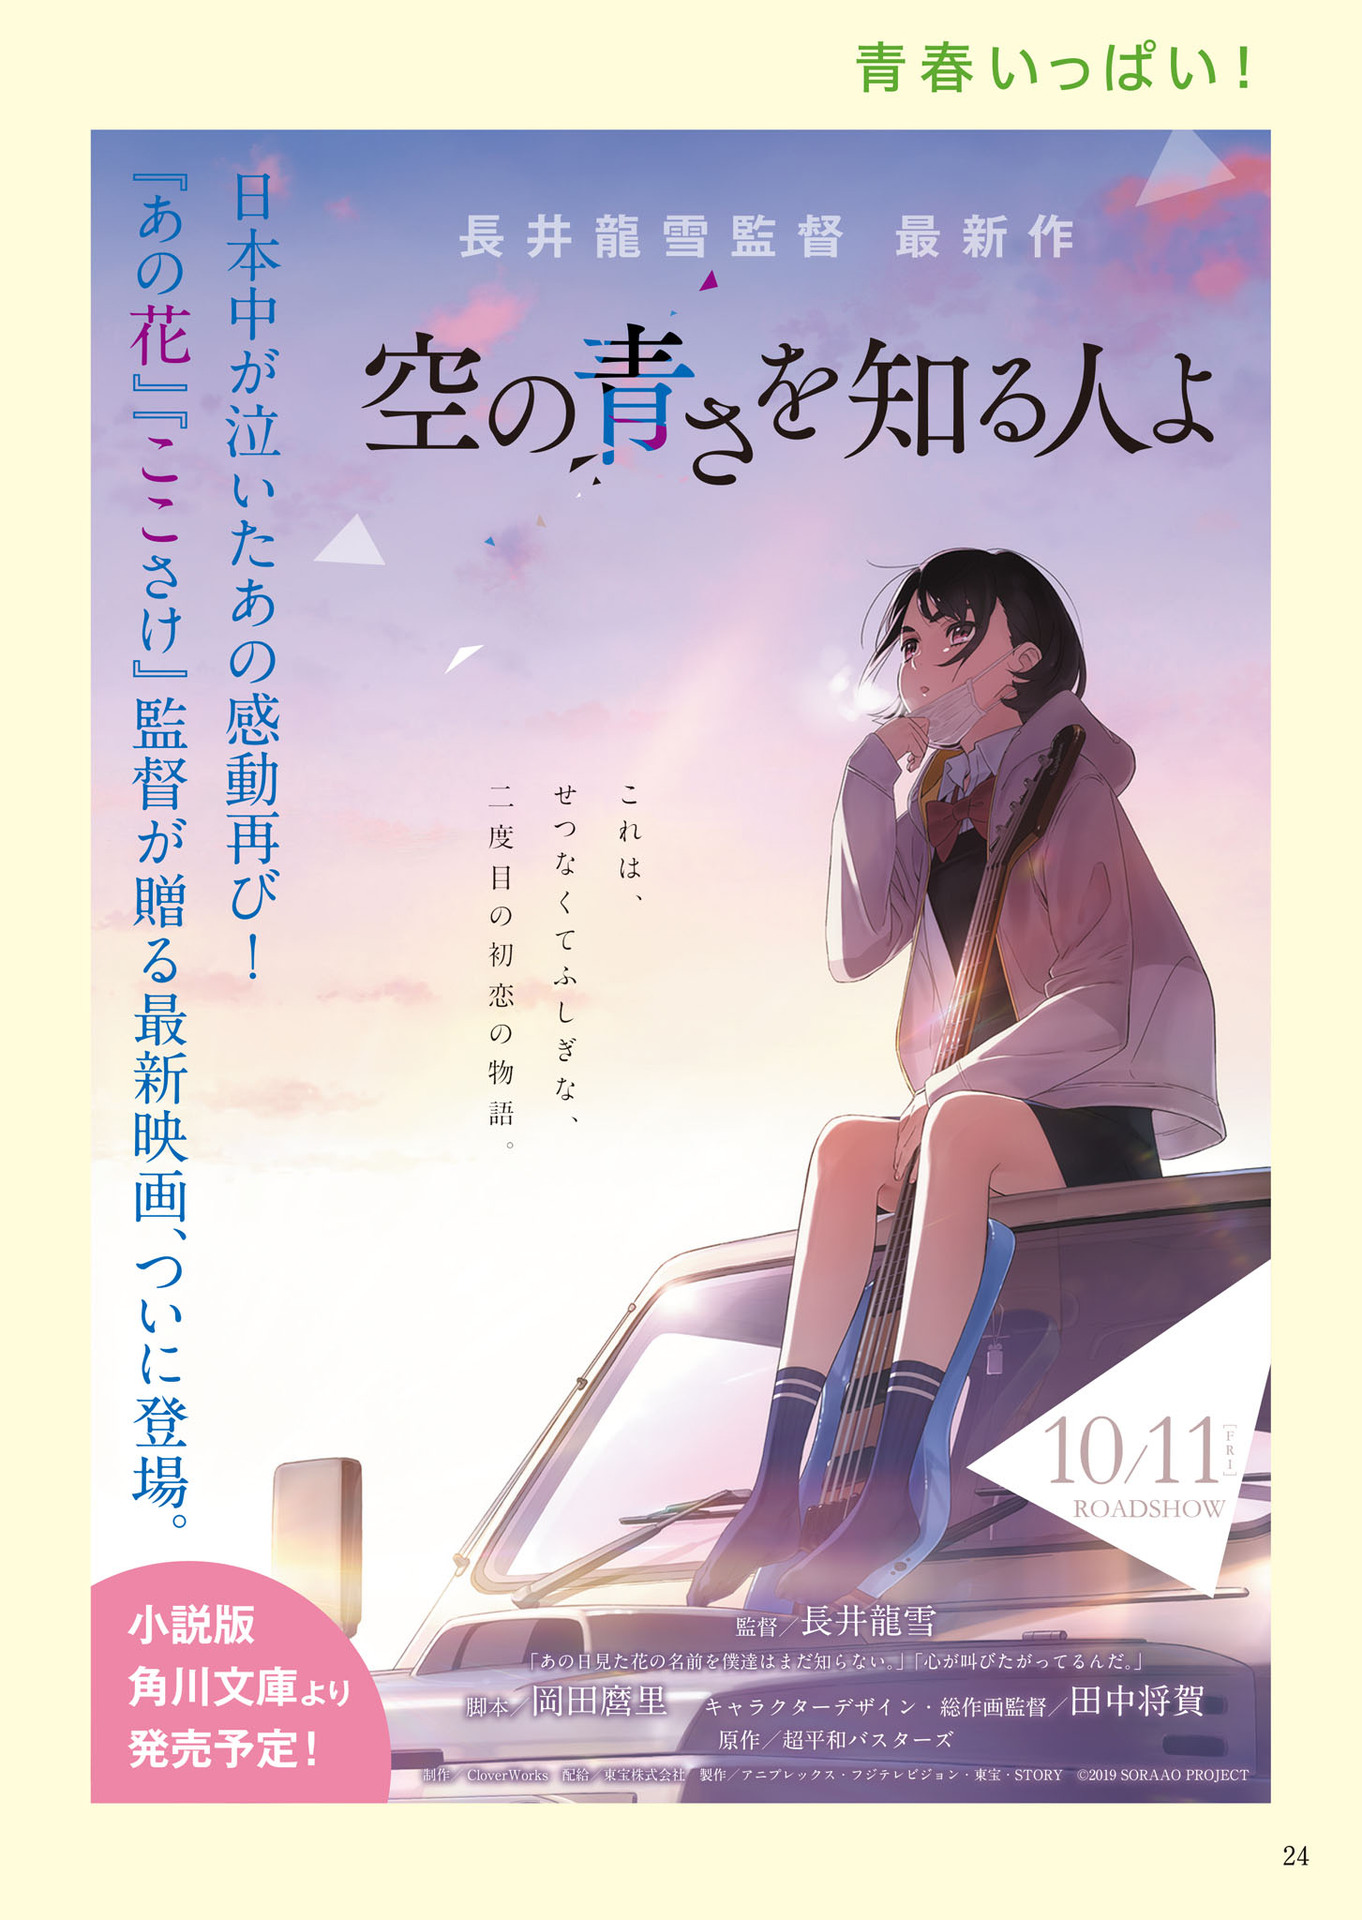 青春いっぱい！
日本中が泣いたあの感動再び！
『あの花』『ここさけ』監督が贈る最新映画、ついに登場。
長井龍雪監督 最新作
空の青さを知る人よ
これは、
せつなくてふしぎな、
二度目の初恋の物語。
10/11 [FRI]
ROADSHOW
小説版
角川文庫より
発売予定！
監督／長井龍雪
「あの日見た花の名前を僕達はまだ知らない。」「心が叫びたがってるんだ。」
脚本／岡田麿里 キャラクターデザイン・総作画監督／田中将賀
原作／超平和バスターズ
制作／CloverWorks 配給／東宝株式会社 製作／アニプレックス・フジテレビジョン・東宝・STORY ©2019 SORAAO PROJECT
24